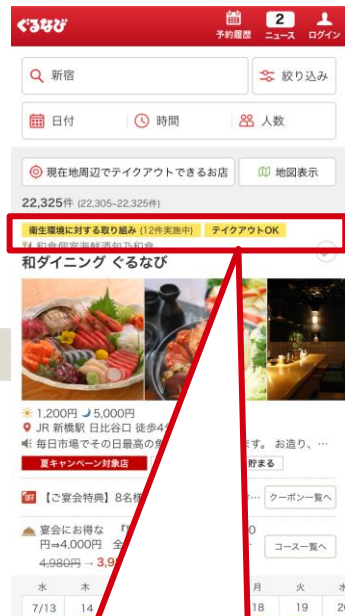 ぐるなび
予約履歴
2
ニュース
ログイン
新宿
絞り込み
日付
時間
人数
現在地周辺でテイクアウトできるお店
地図表示
22,325件 (22,305~22,325件)
衛生環境に対する取り組み (12件実施中) テイクアウトOK
和ダイニング ぐるなび
1,200円 5,000円
JR 新橋駅 日比谷口 徒歩4
毎日市場でその日最高の ます。 お造り、…
夏キャンペーン対象店 貯まる
【ご宴会特典】8名 … クーポン一覧へ
宴会にお得な 0
円⇒4,000円 全 コース一覧へ
4,980円 → 3,9
水 木 月 火 水
7/13 14 18 19